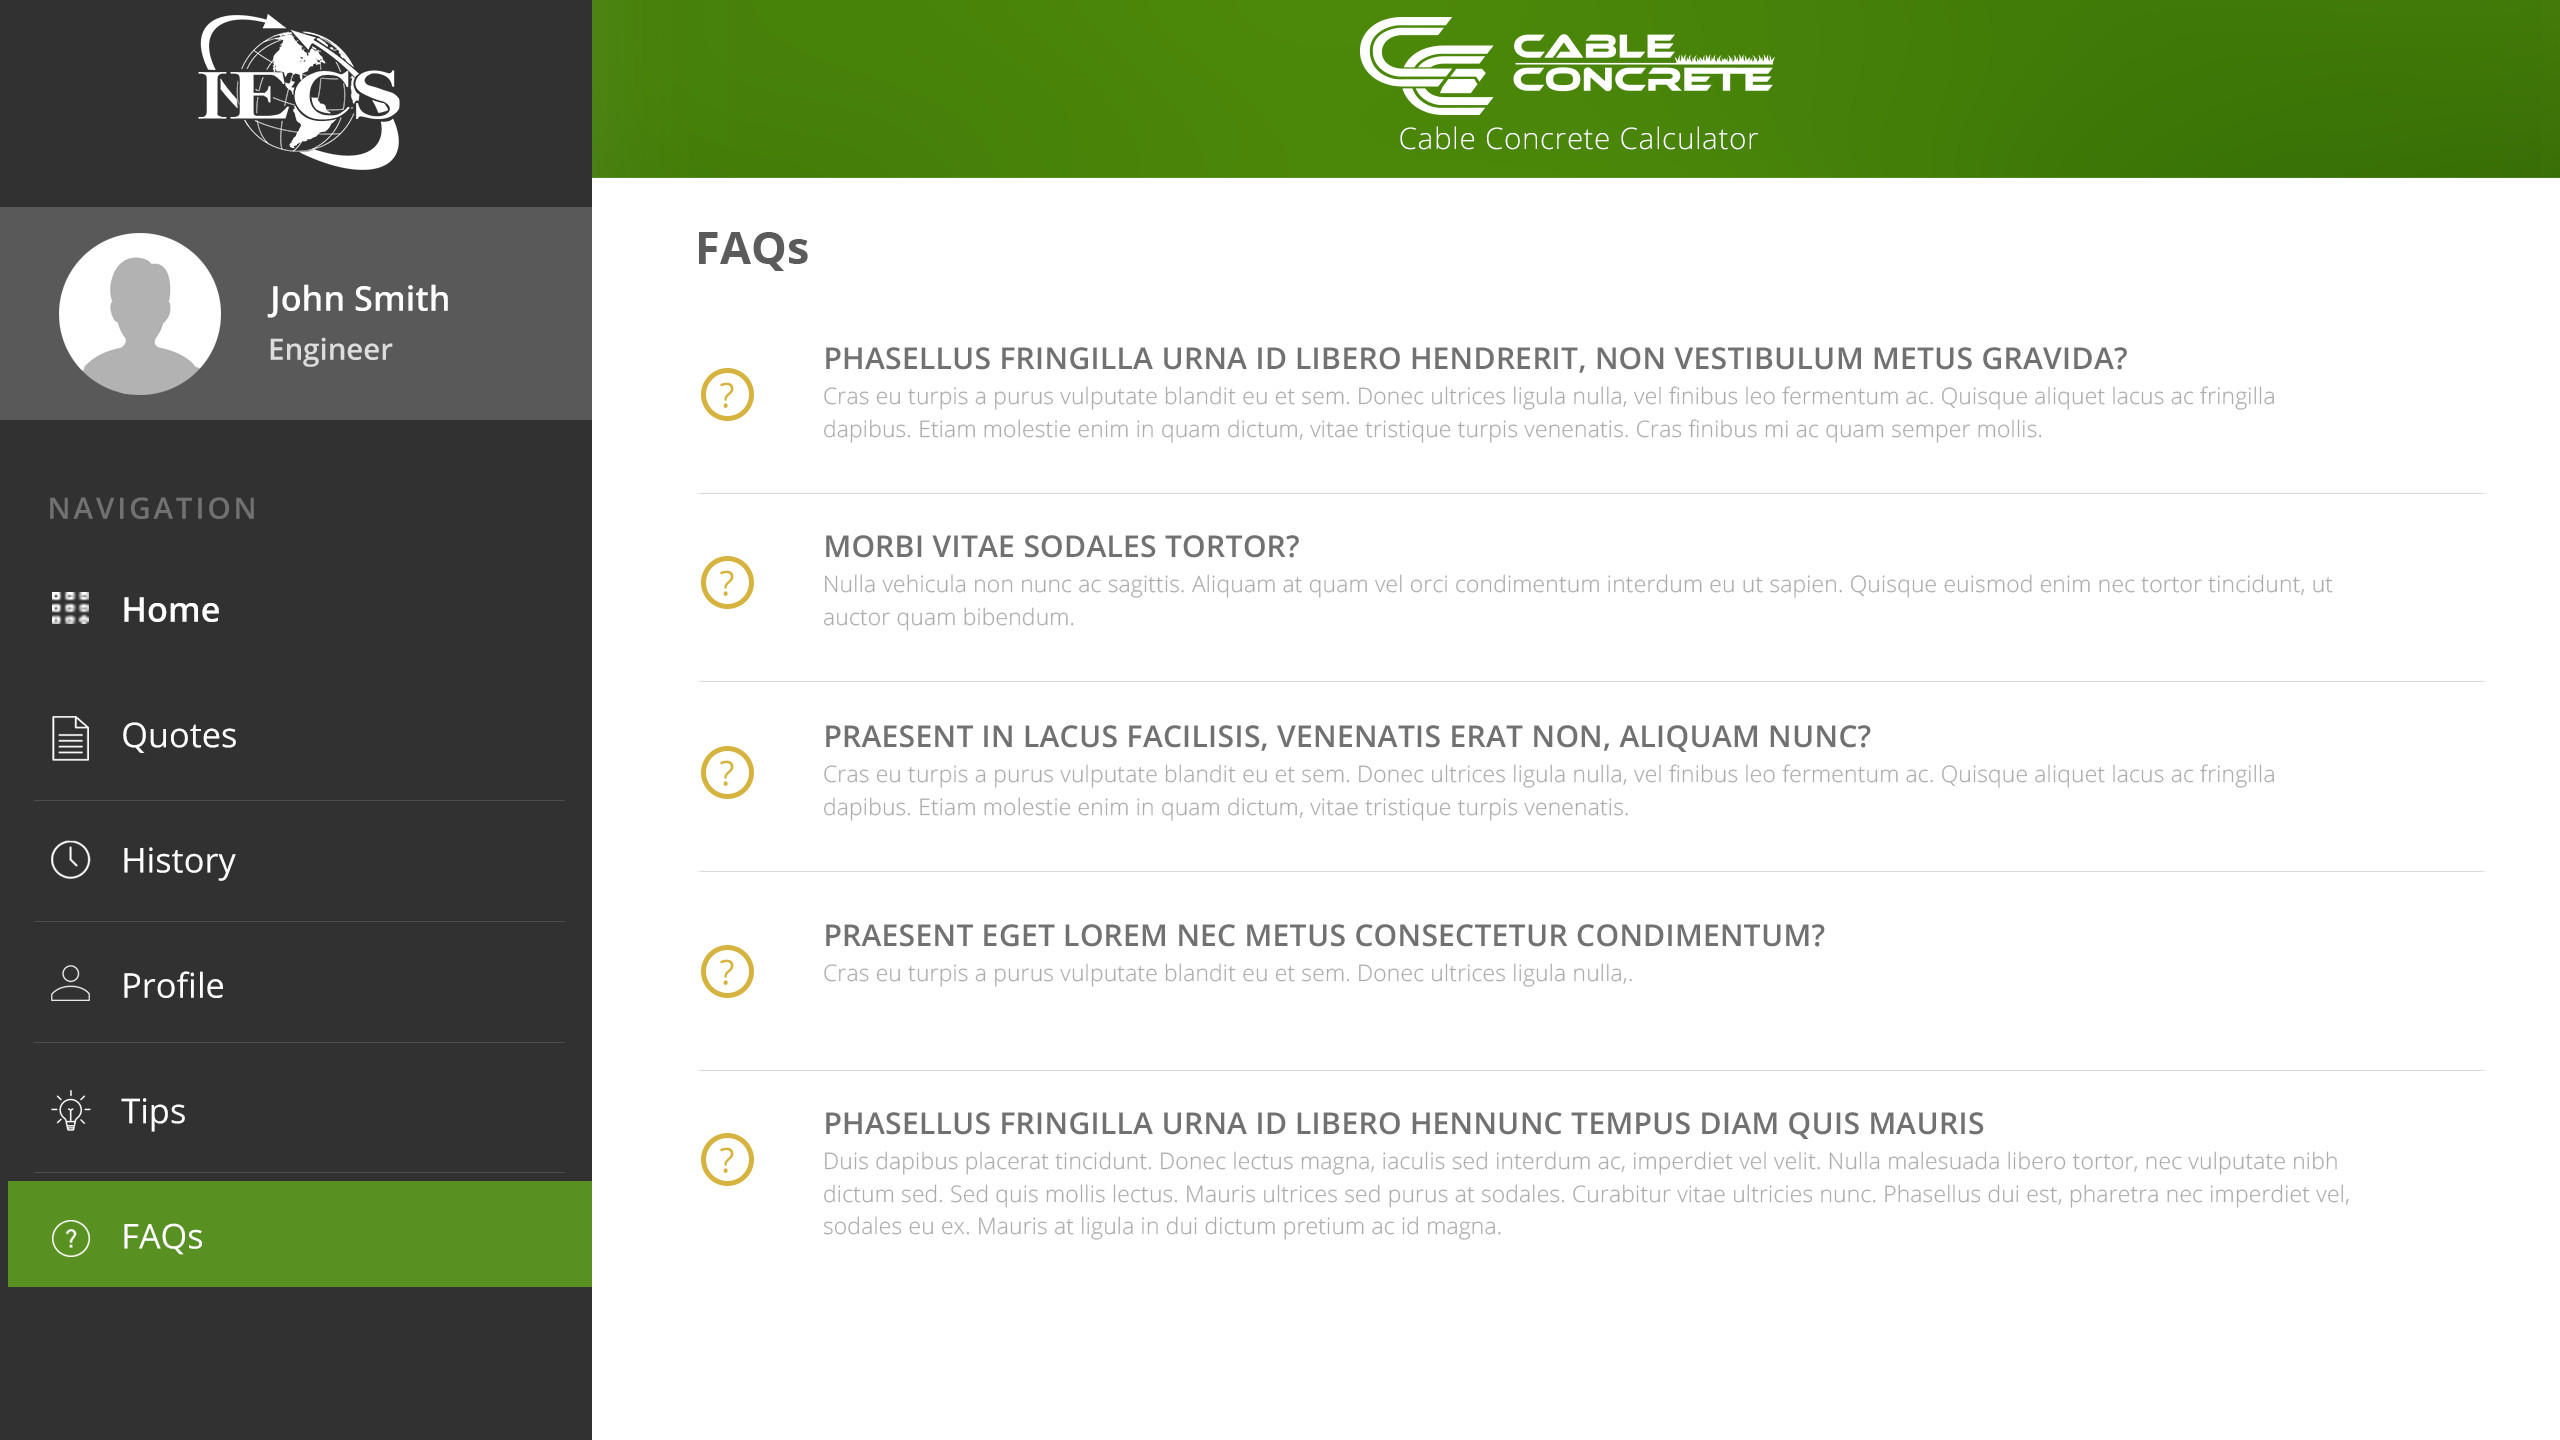 IECS
John Smith
Engineer
NAVIGATION
Home
Quotes
History
Profile
Tips
? FAQs
CABLE
CONCRETE
Cable Concrete Calculator
FAQs
PHASELLUS FRINGILLA URNA ID LIBERO HENDRERIT, NON VESTIBULUM METUS GRAVIDA?
?
Cras eu turpis a purus vulputate blandit eu et sem. Donec ultrices ligula nulla, vel finibus leo fermentum ac. Quisque aliquet lacus ac fringilla
dapibus. Etiam molestie enim in quam dictum, vitae tristique turpis venenatis. Cras finibus mi ac quam semper mollis.
MORBI VITAE SODALES TORTOR?
?
Nulla vehicula non nunc ac sagittis. Aliquam at quam vel orci condimentum interdum eu ut sapien. Quisque euismod enim nec tortor tincidunt, ut
auctor quam bibendum.
PRAESENT IN LACUS FACILISIS, VENENATIS ERAT NON, ALIQUAM NUNC?
?
Cras eu turpis a purus vulputate blandit eu et sem. Donec ultrices ligula nulla, vel finibus leo fermentum ac. Quisque aliquet lacus ac fringilla
dapibus. Etiam molestie enim in quam dictum, vitae tristique turpis venenatis.
PRAESENT EGET LOREM NEC METUS CONSECTETUR CONDIMENTUM?
?
Cras eu turpis a purus vulputate blandit eu et sem. Donec ultrices ligula nulla,.
PHASELLUS FRINGILLA URNA ID LIBERO HENNUNC TEMPUS DIAM QUIS MAURIS
?
Duis dapibus placerat tincidunt. Donec lectus magna, iaculis sed interdum ac, imperdiet vel velit. Nulla malesuada libero tortor, nec vulputate nibh
dictum sed. Sed quis mollis lectus. Mauris ultrices sed purus at sodales. Curabitur vitae ultricies nunc. Phasellus dui est, pharetra nec imperdiet vel,
sodales eu ex. Mauris at ligula in dui dictum pretium ac id magna.